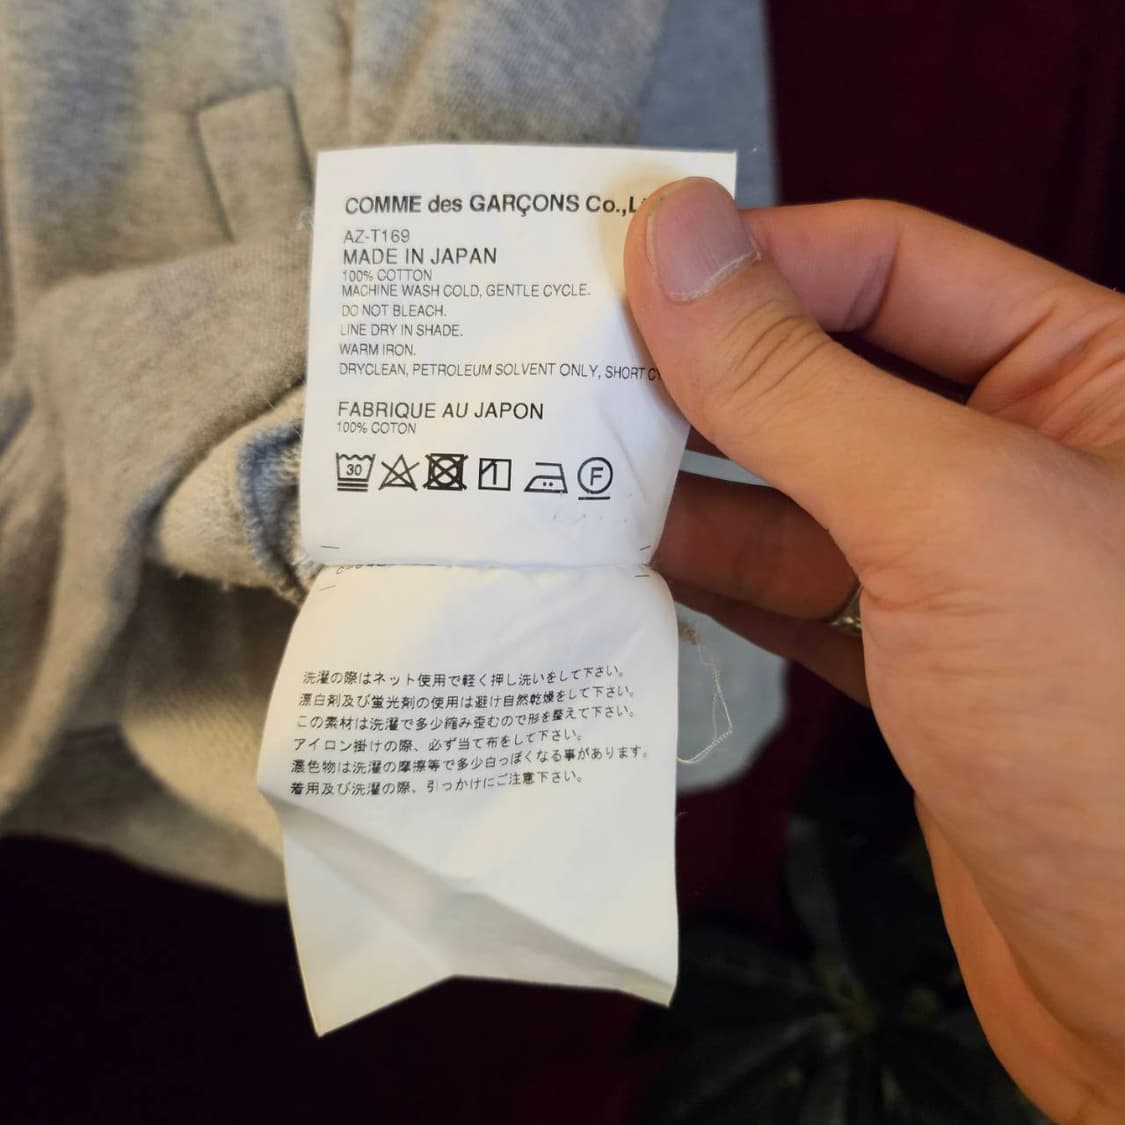 COMME des GARÇONS Co.,L
AZ-T169
MADE IN JAPAN
100% COTTON
MACHINE WASH COLD, GENTLE CYCLE.
DO NOT BLEACH.
LINE DRY IN SHADE.
WARM IRON.
DRYCLEAN, PETROLEUM SOLVENT ONLY, SHORT
FABRIQUE AU JAPON
100% COTON
30
F
洗濯の際はネット使用で軽く押し洗いをして下さい。
漂白剤及び蛍光剤の使用は避け自然乾燥をして下さい。
この素材は洗濯で多少縮み歪むので形を整えて下さい。
アイロン掛けの際、必ず当て布をして下さい。
濃色物は洗濯の摩擦等で多少白っぽくなる事があります。
着用及び洗濯の際、引っかけにご注意下さい。